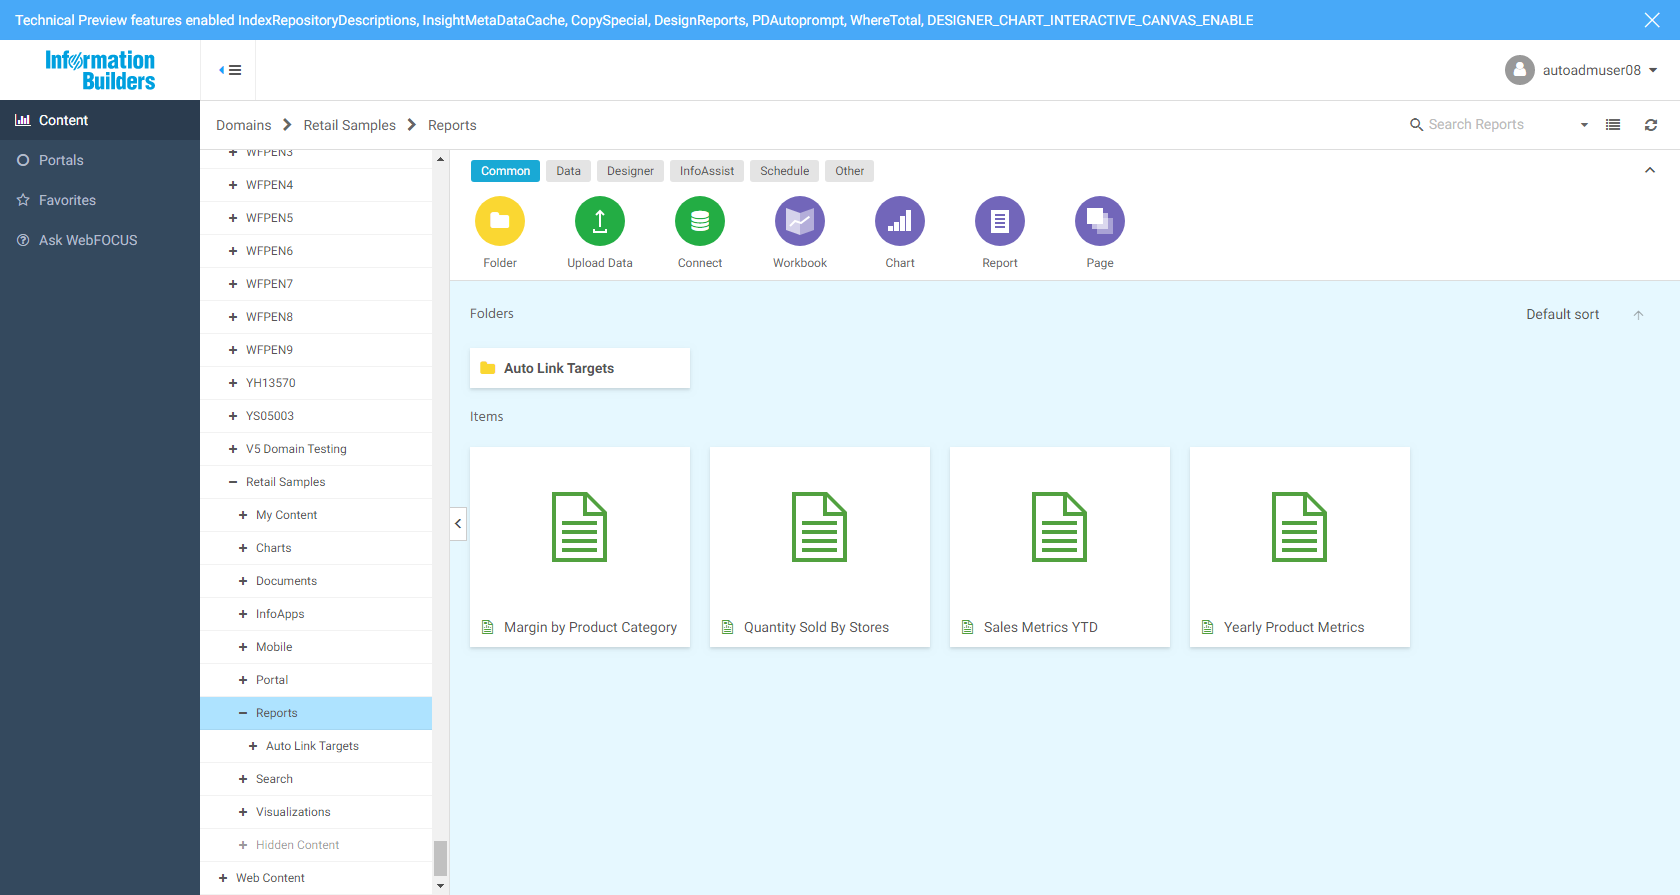 Technical Preview features enabled IndexRepositoryDescriptions, InsightMetaDataCache, CopySpecial, DesignReports, PDAutoprompt, WhereTotal, DESIGNER_CHART_INTERACTIVE_CANVAS_ENABLE
Information
Builders
autoadmuser08
Content
Portals
Favorites
Ask WebFOCUS
Domains
Retail Samples
Reports
Search Reports
WFPEN3
WFPEN4
WFPEN5
WFPEN6
WFPEN7
WFPEN8
WFPEN9
YH13570
YS05003
V5 Domain Testing
Retail Samples
My Content
Charts
Documents
InfoApps
Mobile
Portal
Reports
Auto Link Targets
Search
Visualizations
Hidden Content
Web Content
Common Data Designer InfoAssist Schedule Other
Folder Upload Data Connect Workbook Chart Report Page
Folders
Default sort
Auto Link Targets
Items
Margin by Product Category
Quantity Sold By Stores
Sales Metrics YTD
Yearly Product Metrics